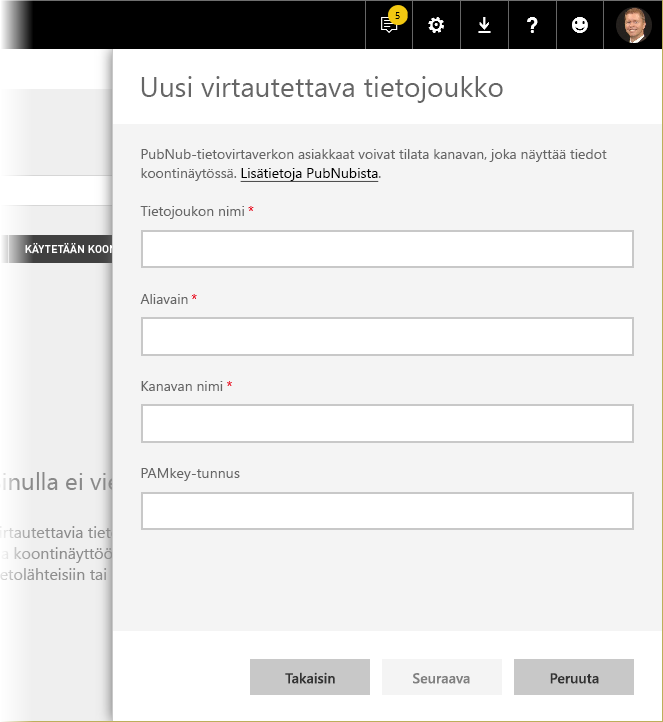 5
?
Uusi virtautettava tietojoukko
PubNub-tietovirtaverkon asiakkaat voivat tilata kanavan, joka näyttää tiedot
koontinäytössä. Lisätietoja PubNubista.
Tietojoukon nimi *
KÄYTETÄÄN KOON
Aliavain *
Kanavan nimi *
PAMkey-tunnus
inulla ei vie
irtautettavia tiet
a koontinäyttöö
etolähteisiin tai
Takaisin
Seuraava
Peruuta